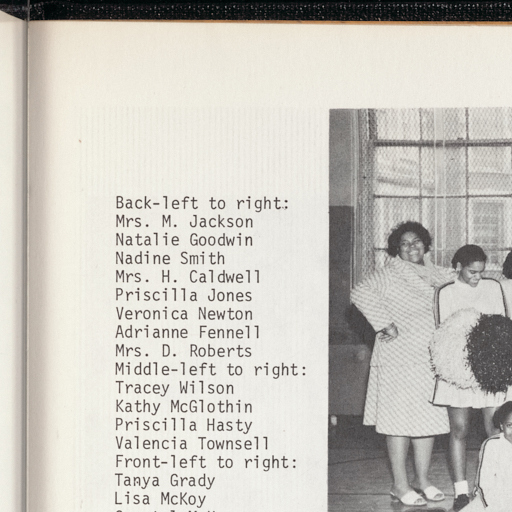 Back-left to right:
Mrs. M. Jackson
Natalie Goodwin
Nadine Smith
Mrs. H. Caldwell
Priscilla Jones
Veronica Newton
Adrianne Fennell
Mrs. D. Roberts
Middle-left to right:
Tracey Wilson
Kathy McGlothin
Priscilla Hasty
Valencia Townsell
Front-left to right:
Tanya Grady
Lisa McKoy